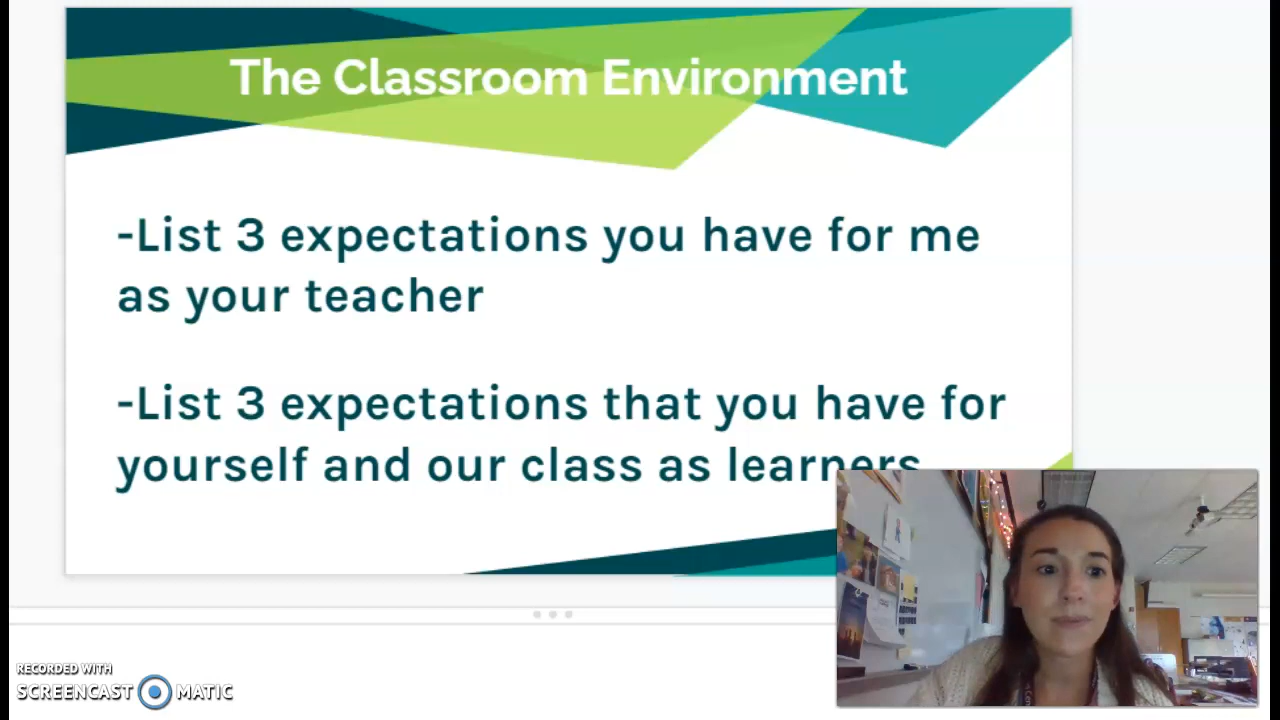 The Classroom Environment
-List 3 expectations you have for me
as your teacher
-List 3 expectations that you have for
yourself and our class as learners
RECORDED WITH
SCREENCAST MATIC